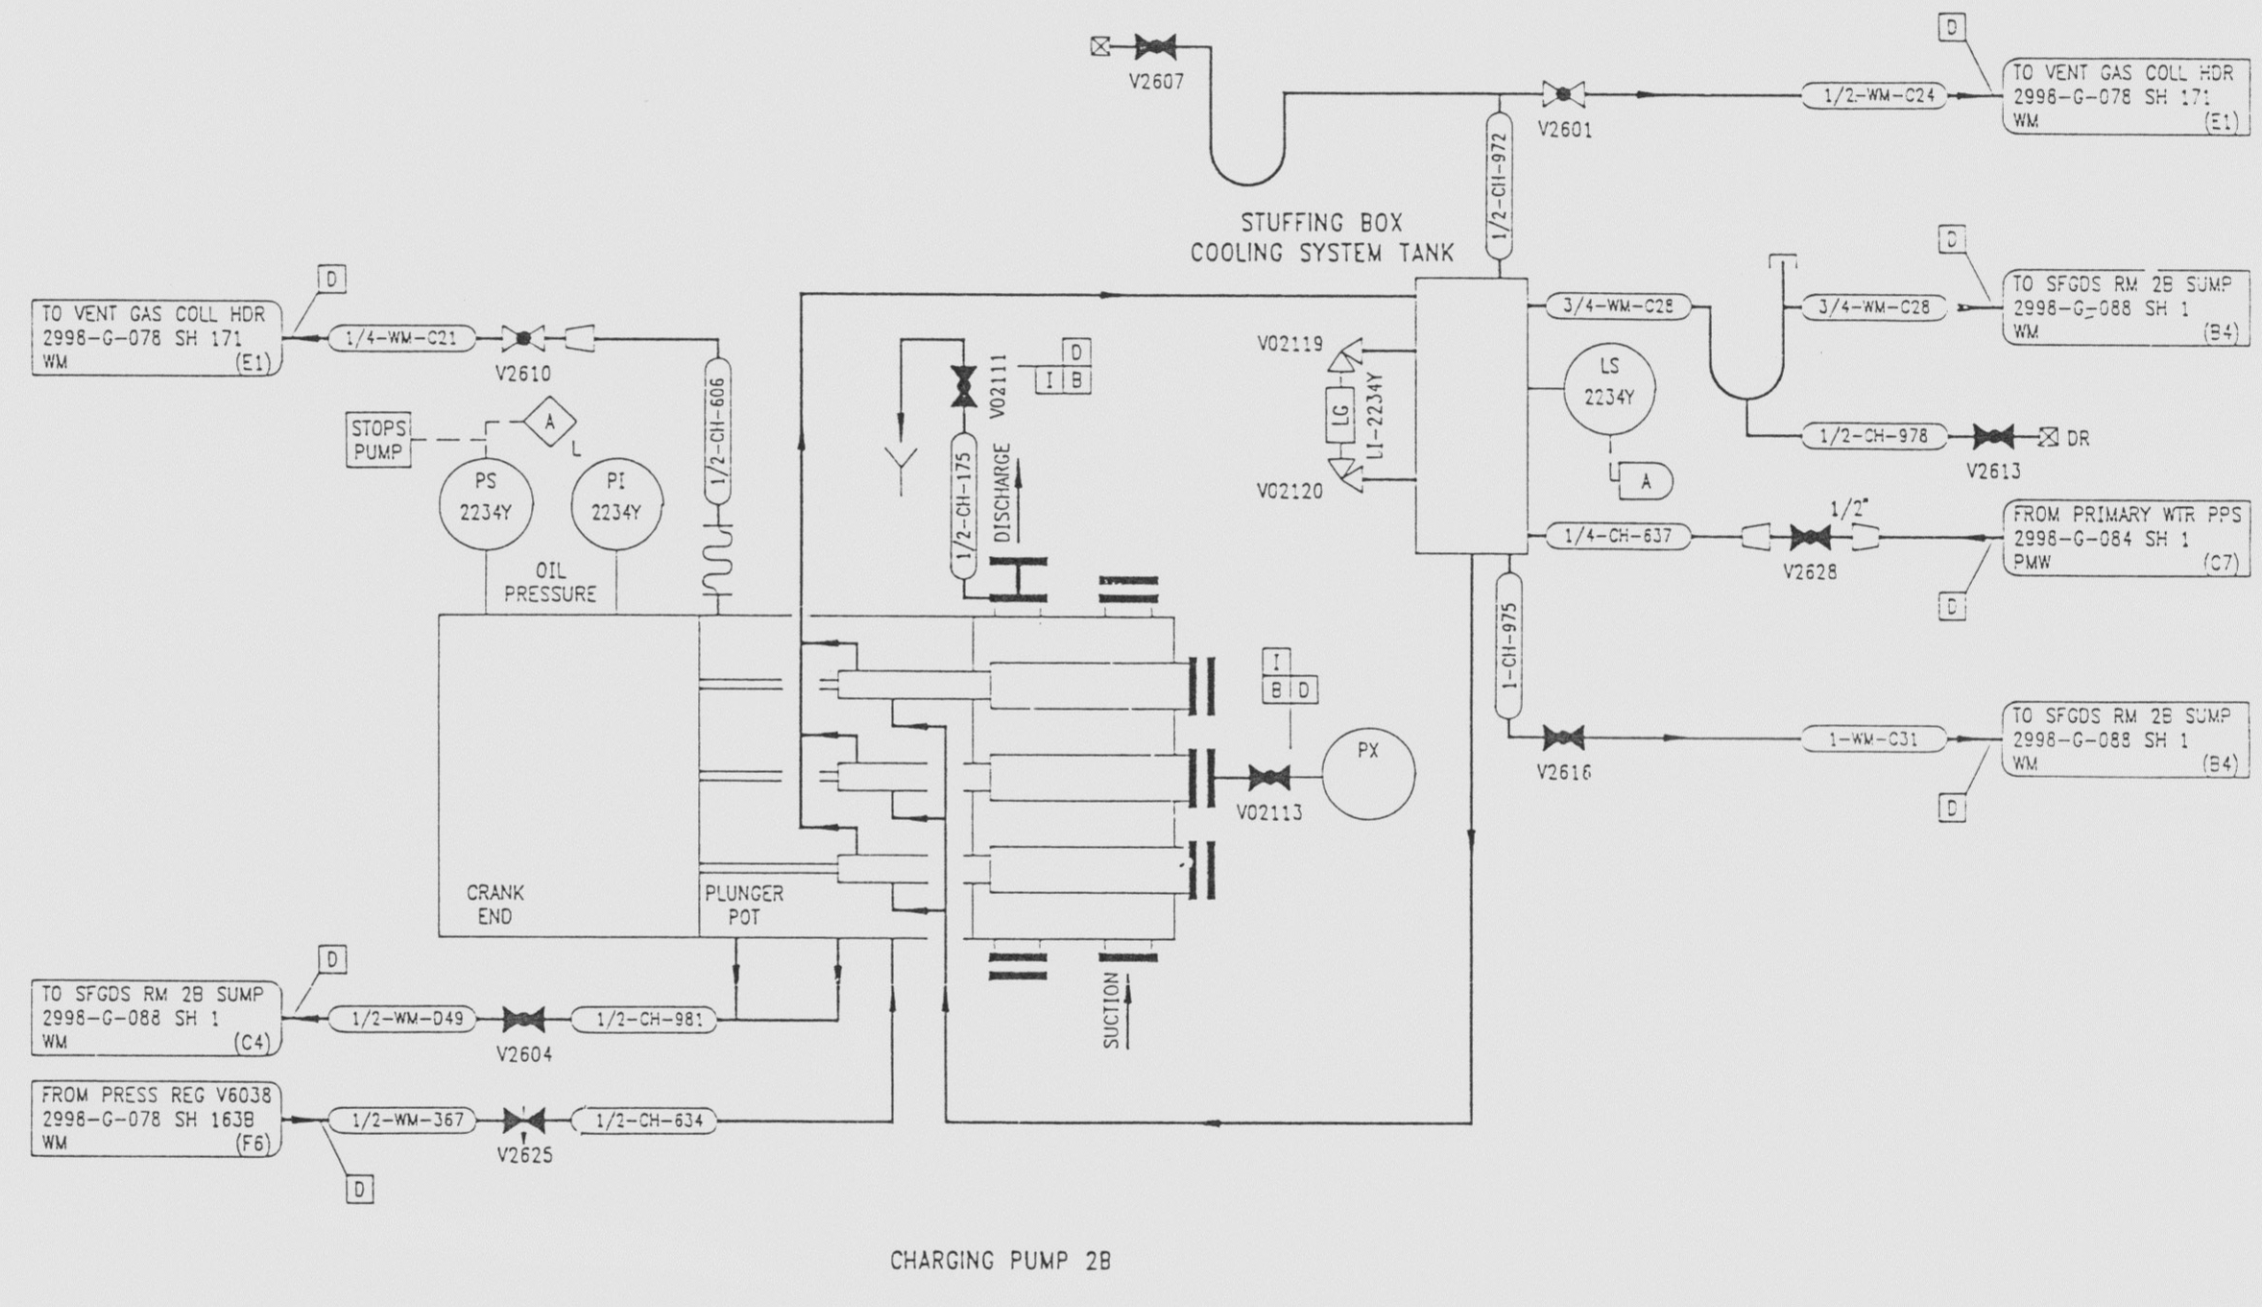 V2607
D
TO VENT GAS COLL HDR
2998-G-078 SH 171
WM (E1)
1/2-WM-C24
V2601
1/2-CH-972
STUFFING BOX
COOLING SYSTEM TANK
D
TO SFGDS RM 2B SUMP
2998-G-088 SH 1
WM (B4)
3/4-WM-C28
3/4-WM-C28
D
TO VENT GAS COLL HDR
2998-G-078 SH 171
WM (E1)
1/4-WM-C21
V2610
1/2-CH-606
STOPS
PUMP
A
L
PS
2234Y
PI
2234Y
OIL
PRESSURE
V02111
D
I B
1/2-CH-175
DISCHARGE
V02119
LG
LI-2234Y
V02120
LS
2234Y
L
A
1/2-CH-978
DR
V2613
1/4-CH-637
1/2"
V2628
FROM PRIMARY WTR PPS
2998-G-084 SH 1
PMW (C7)
D
1-CH-975
V2616
1-WM-C31
TO SFGDS RM 2B SUMP
2998-G-088 SH 1
WM (B4)
D
I
B D
PX
V02113
CRANK
END
PLUNGER
POT
SUCTION
D
TO SFGDS RM 2B SUMP
2998-G-088 SH 1
WM (C4)
1/2-WM-D49
V2604
1/2-CH-981
FROM PRESS REG V6038
2998-G-078 SH 163B
WM (F6)
1/2-WM-367
V2625
1/2-CH-634
D
CHARGING PUMP 2B